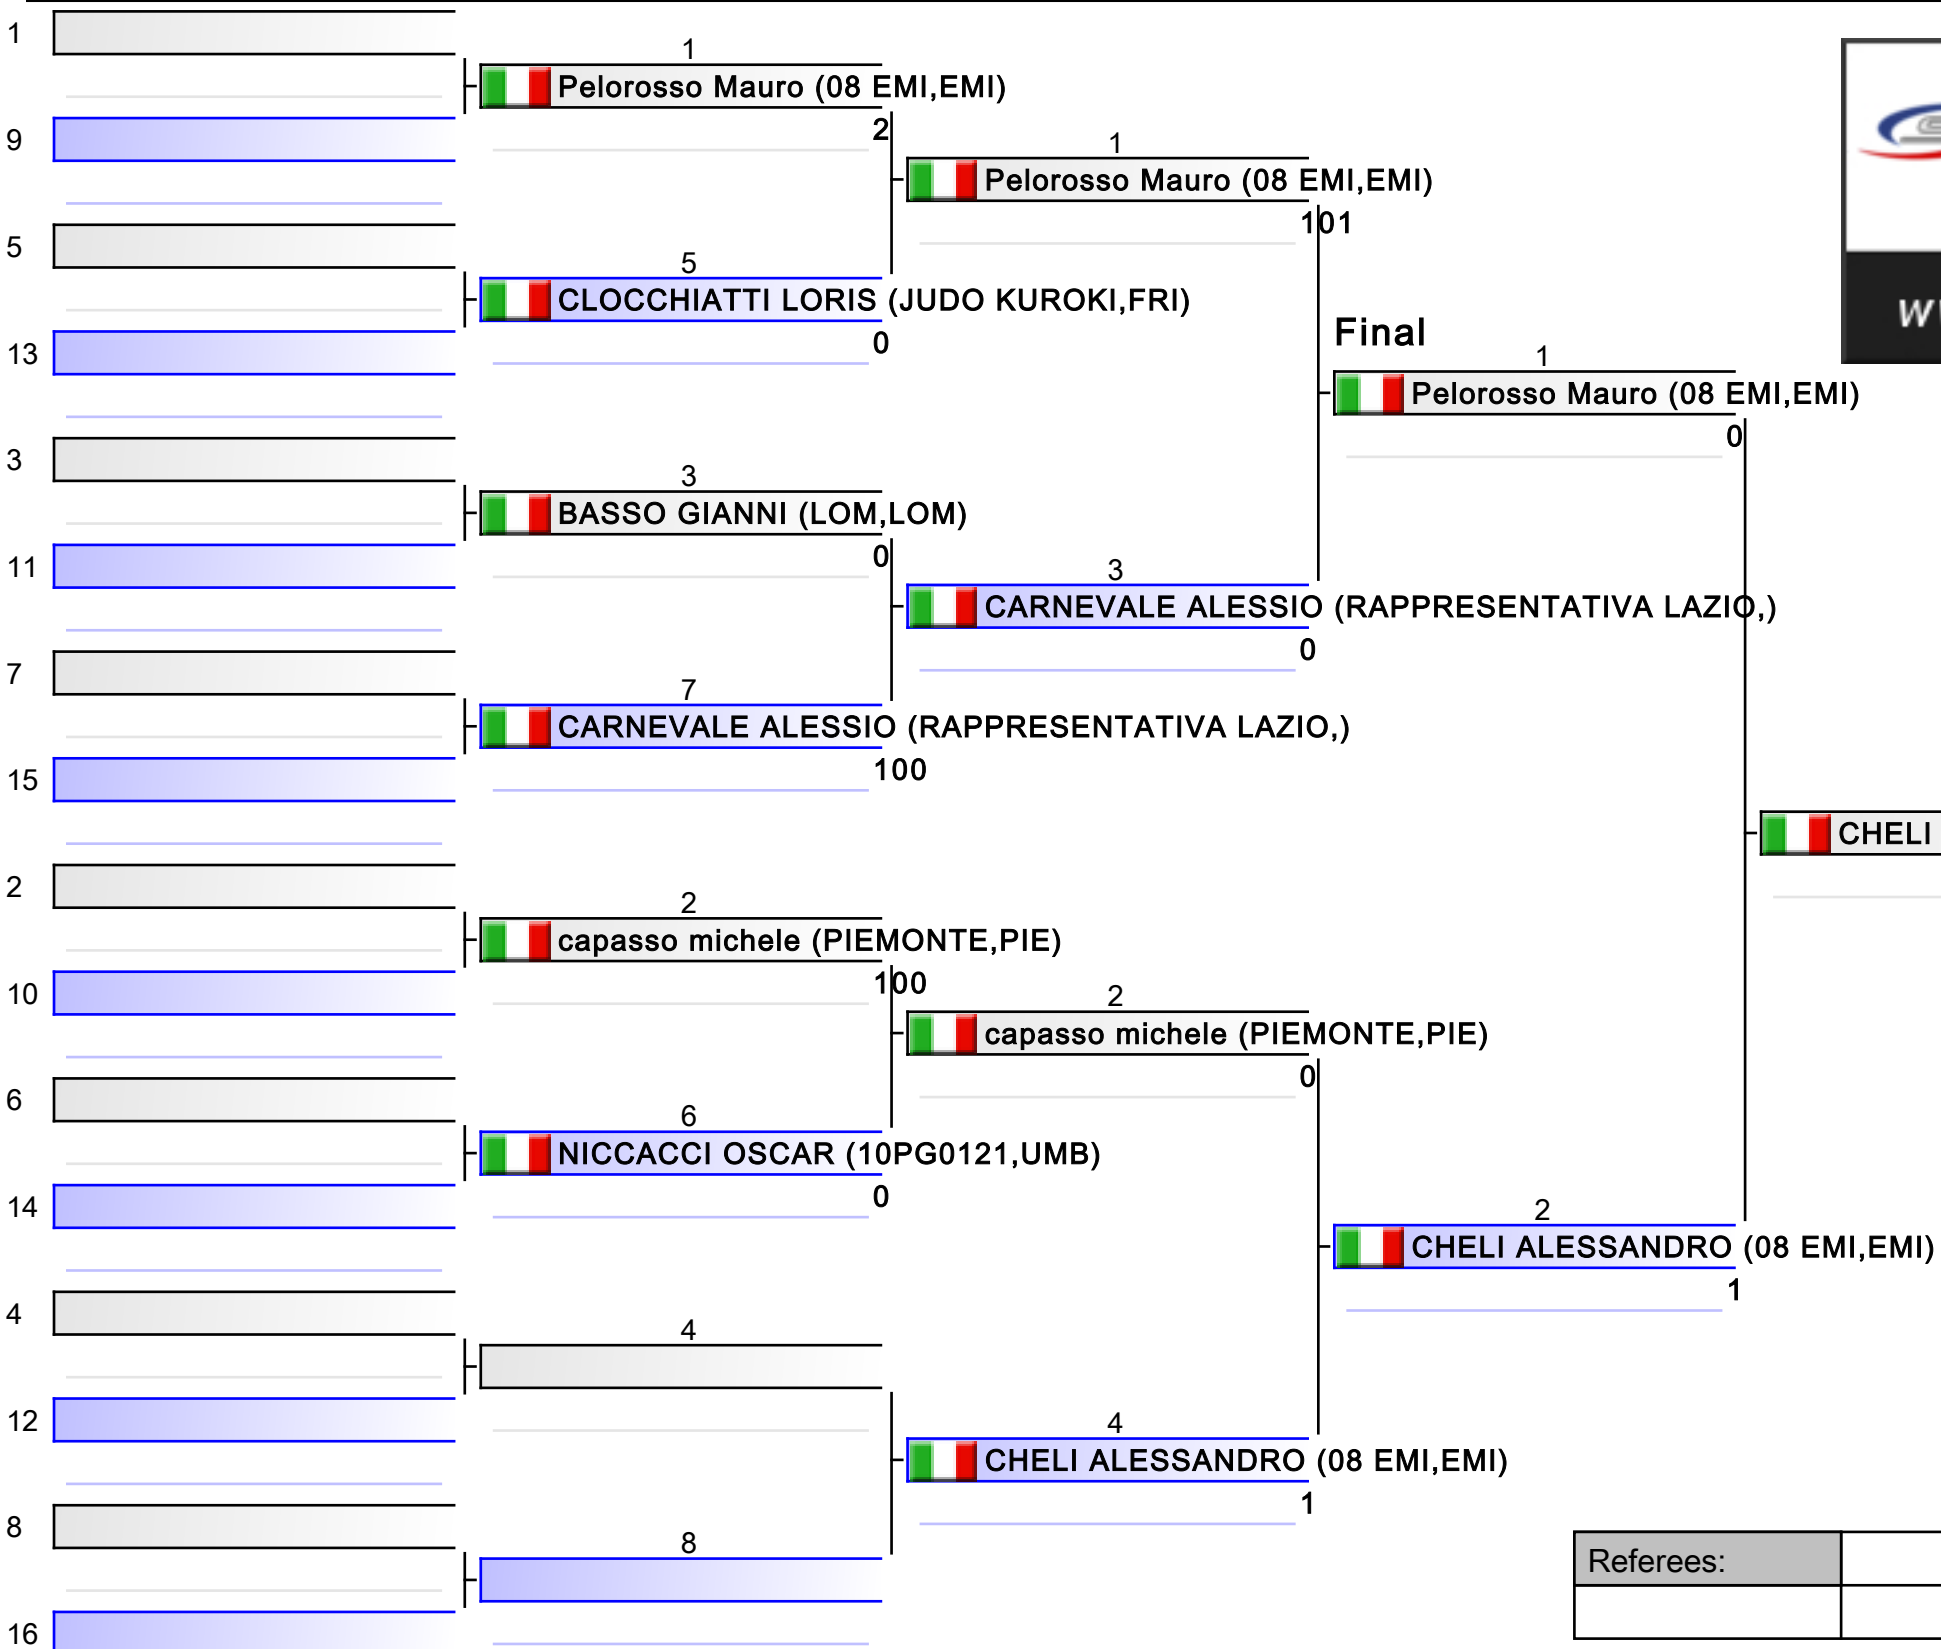 1
1
Pelorosso Mauro (08 EMI,EMI)
2
9
1
Pelorosso Mauro (08 EMI,EMI)
101
5
5
CLOCCHIATTI LORIS (JUDO KUROKI,FRI)
0
13
Final
1
Pelorosso Mauro (08 EMI,EMI)
0
3
3
BASSO GIANNI (LOM,LOM)
0
11
3
CARNEVALE ALESSIO (RAPPRESENTATIVA LAZIO,)
0
7
7
CARNEVALE ALESSIO (RAPPRESENTATIVA LAZIO,)
100
15
CHELI
2
2
capasso michele (PIEMONTE,PIE)
100
10
2
capasso michele (PIEMONTE,PIE)
0
6
6
NICCACCI OSCAR (10PG0121,UMB)
0
14
2
CHELI ALESSANDRO (08 EMI,EMI)
1
4
4
12
4
CHELI ALESSANDRO (08 EMI,EMI)
1
8
8
Referees:
16